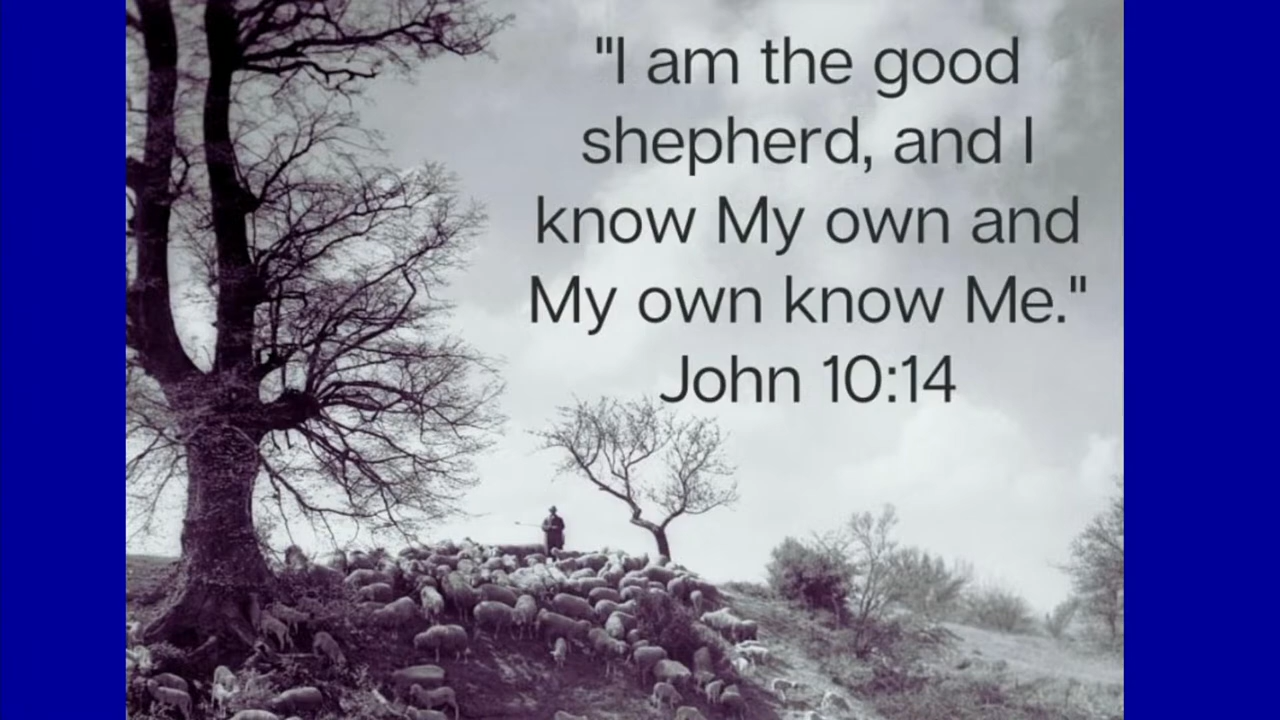 "I am the good
shepherd, and I
know My own and
My own know Me."
John 10:14